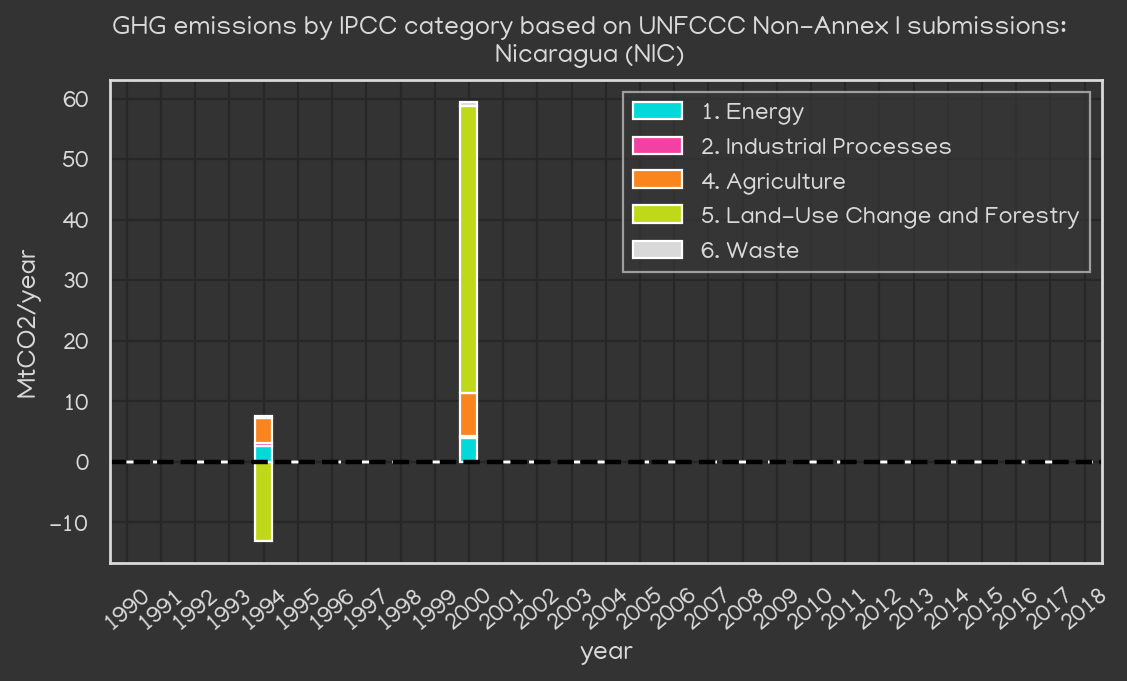 GHG emissions by IPCC category based on UNFCCC Non-Annex I submissions:
Nicaragua (NIC)
60
50
40
30
20
10
0
-10
MtCO2/year
1. Energy
2. Industrial Processes
4. Agriculture
5. Land-Use Change and Forestry
6. Waste
1990 1991 1992 1993 1994 1995 1996 1997 1998 1999 2000 2001 2002 2003 2004 2005 2006 2007 2008 2009 2010 2011 2012 2013 2014 2015 2016 2017 2018
year